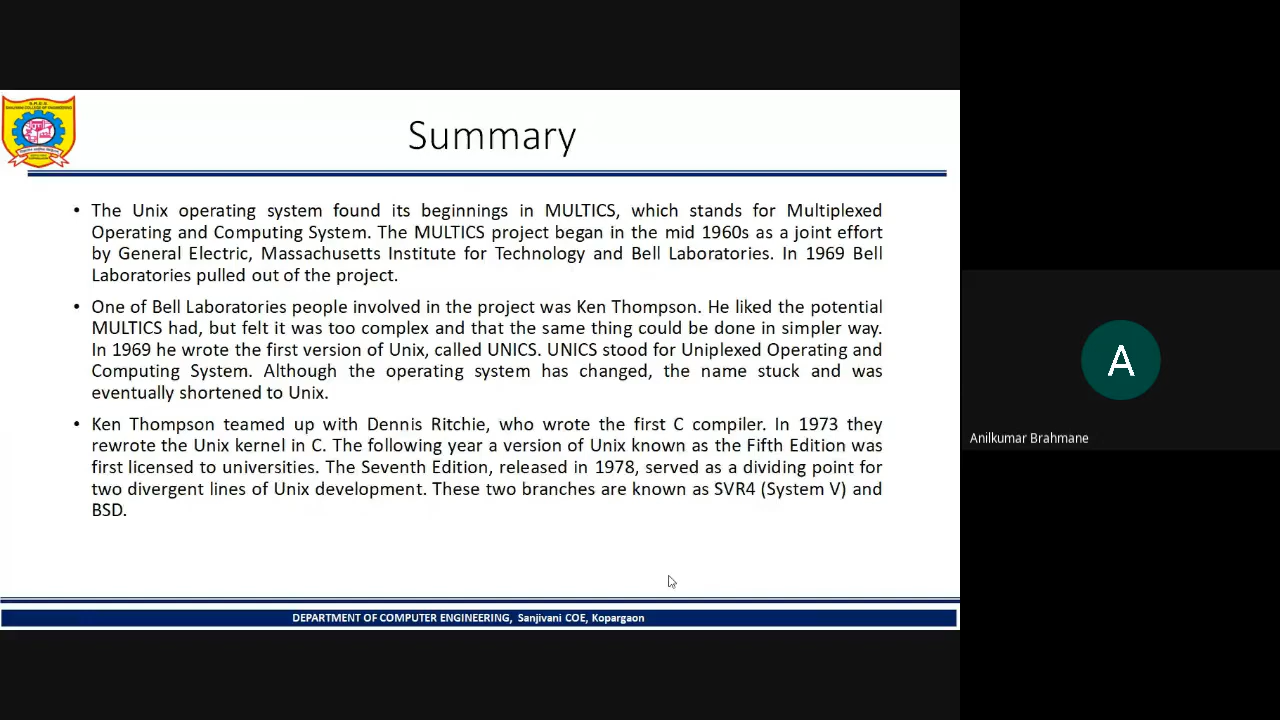 Summary
• The Unix operating system found its beginnings in MULTICS, which stands for Multiplexed
Operating and Computing System. The MULTICS project began in the mid 1960s as a joint effort
by General Electric, Massachusetts Institute for Technology and Bell Laboratories. In 1969 Bell
Laboratories pulled out of the project.
• One of Bell Laboratories people involved in the project was Ken Thompson. He liked the potential
MULTICS had, but felt it was too complex and that the same thing could be done in simpler way.
In 1969 he wrote the first version of Unix, called UNICS. UNICS stood for Uniplexed Operating and
Computing System. Although the operating system has changed, the name stuck and was
eventually shortened to Unix.
• Ken Thompson teamed up with Dennis Ritchie, who wrote the first C compiler. In 1973 they
rewrote the Unix kernel in C. The following year a version of Unix known as the Fifth Edition was
first licensed to universities. The Seventh Edition, released in 1978, served as a dividing point for
two divergent lines of Unix development. These two branches are known as SVR4 (System V) and
BSD.
DEPARTMENT OF COMPUTER ENGINEERING, Sanjivani COE, Kopargaon
A
Anilkumar Brahmane